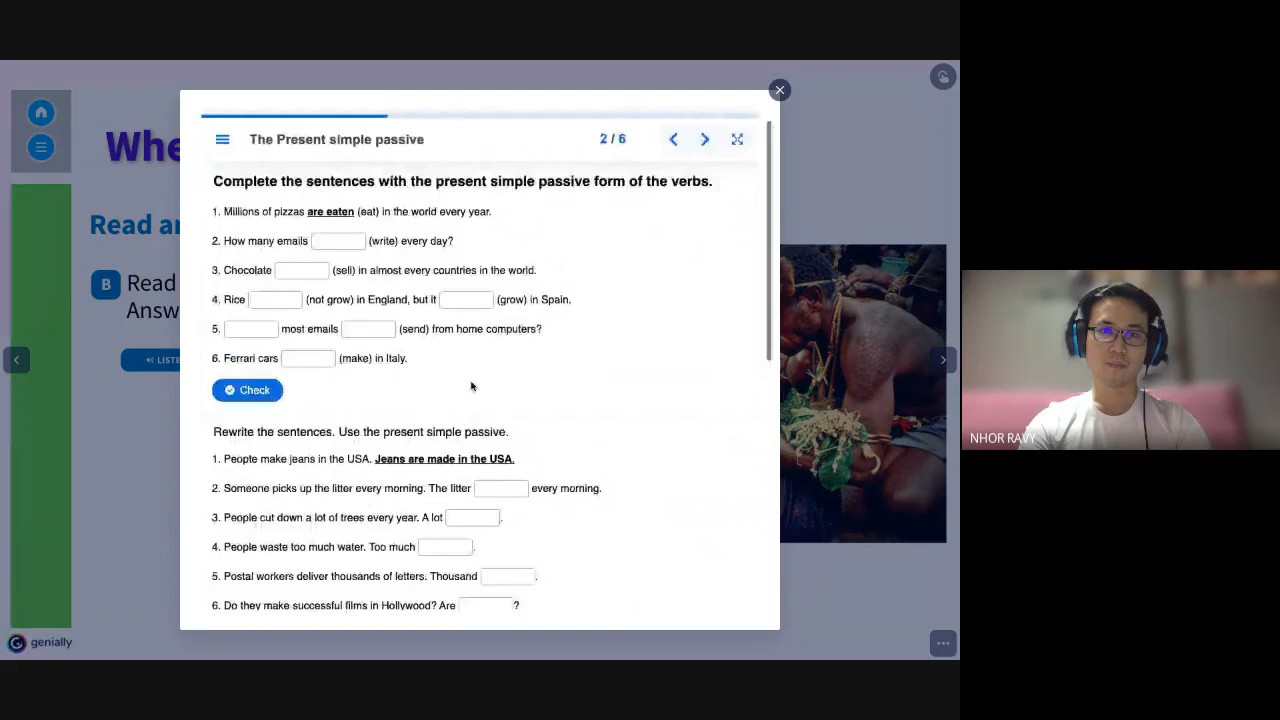 Whe
Read an
B Read
Answ
LISTE
The Present simple passive
2 / 6
Complete the sentences with the present simple passive form of the verbs.
1. Millions of pizzas are eaten (eat) in the world every year.
2. How many emails (write) every day?
3. Chocolate (sell) in almost every countries in the world.
4. Rice (not grow) in England, but it (grow) in Spain.
5. most emails (send) from home computers?
6. Ferrari cars (make) in Italy.
Check
Rewrite the sentences. Use the present simple passive.
1. People make jeans in the USA. Jeans are made in the USA.
2. Someone picks up the litter every morning. The litter every morning.
3. People cut down a lot of trees every year. A lot .
4. People waste too much water. Too much .
5. Postal workers deliver thousands of letters. Thousand .
6. Do they make successful films in Hollywood? Are ?
genially
NHOR RAVY